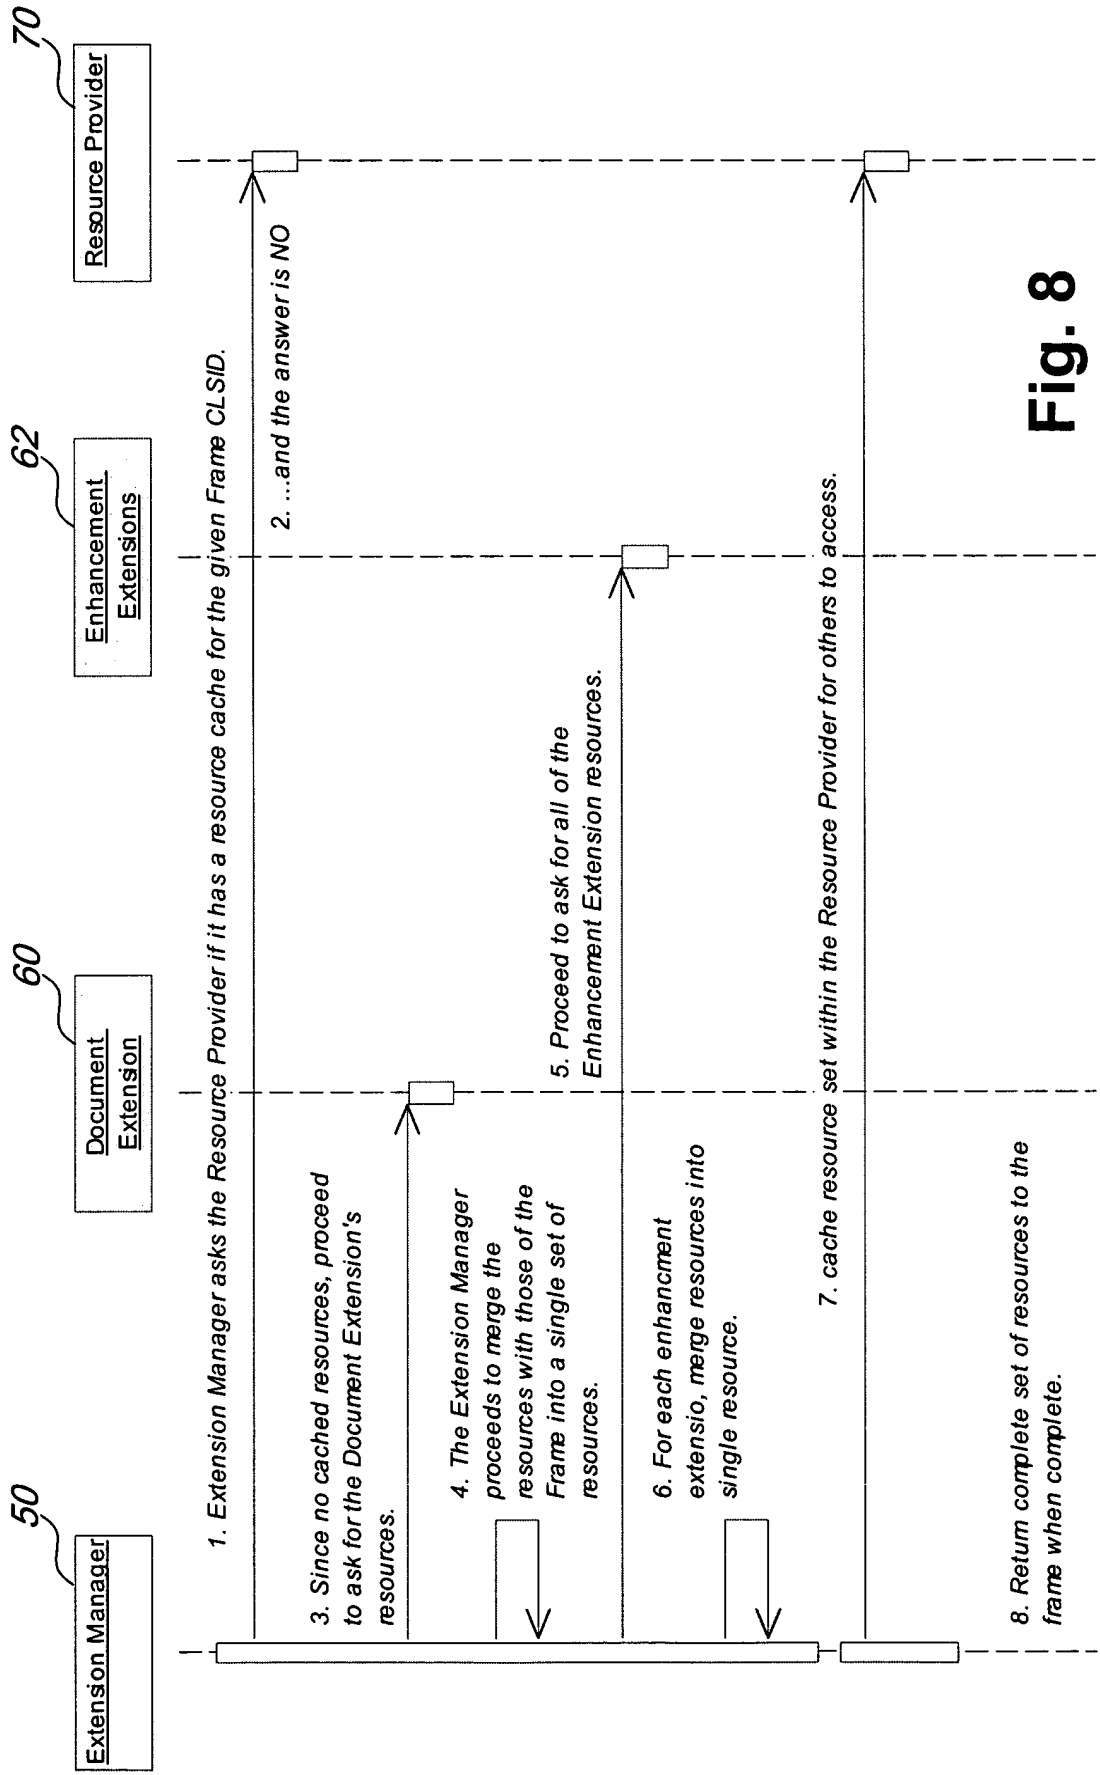 50
60
62
70
Extension Manager
Document
Extension
Enhancement
Extensions
Resource Provider
1. Extension Manager asks the Resource Provider if it has a resource cache for the given Frame CLSID.
2. ...and the answer is NO
3. Since no cached resources, proceed
to ask for the Document Extension's
resources.
4. The Extension Manager
proceeds to merge the
resources with those of the
Frame into a single set of
resources.
5. Proceed to ask for all of the
Enhancement Extension resources.
6. For each enhancment
extensio, merge resources into
single resource.
7. cache resource set within the Resource Provider for others to access.
8. Return complete set of resources to the
frame when complete.
Fig. 8